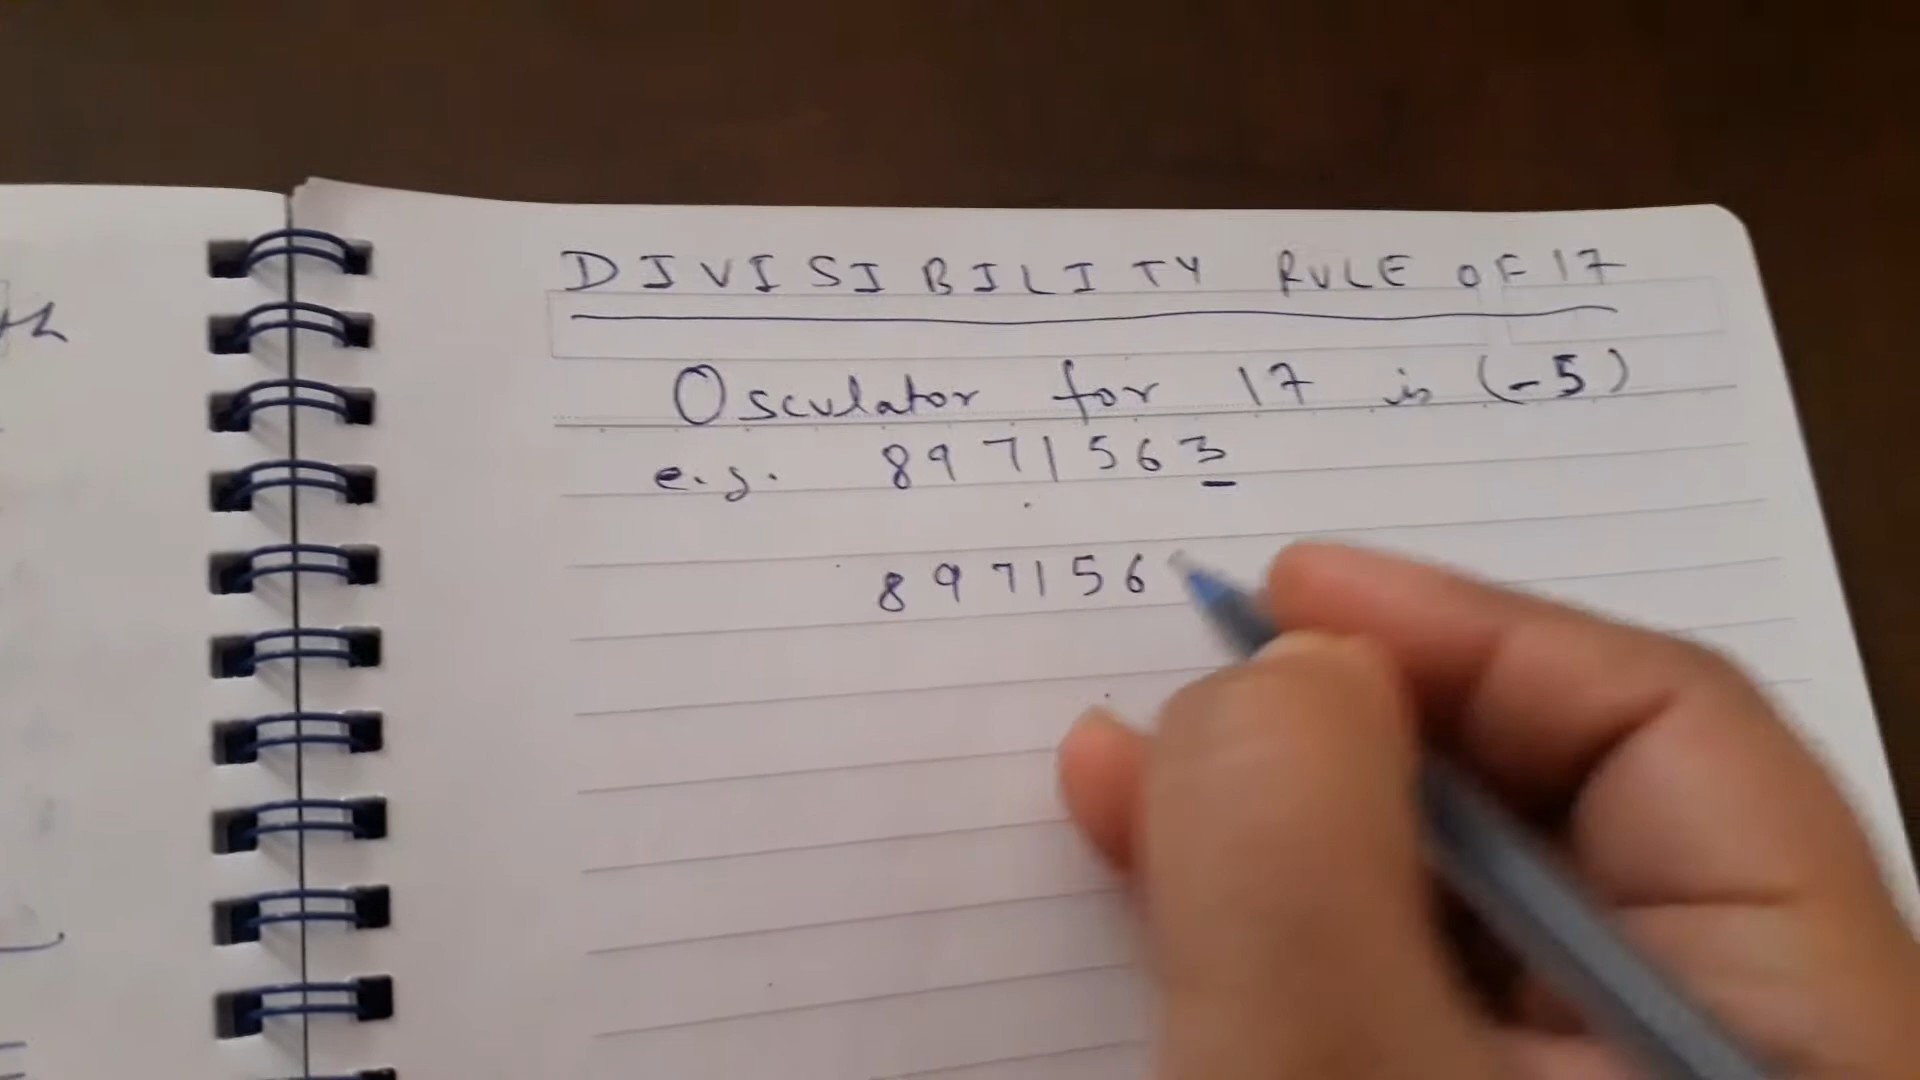 DIVISIBILITY RULE OF 17
Osculator for 17 is (-5)
e.g. 8971563
897156